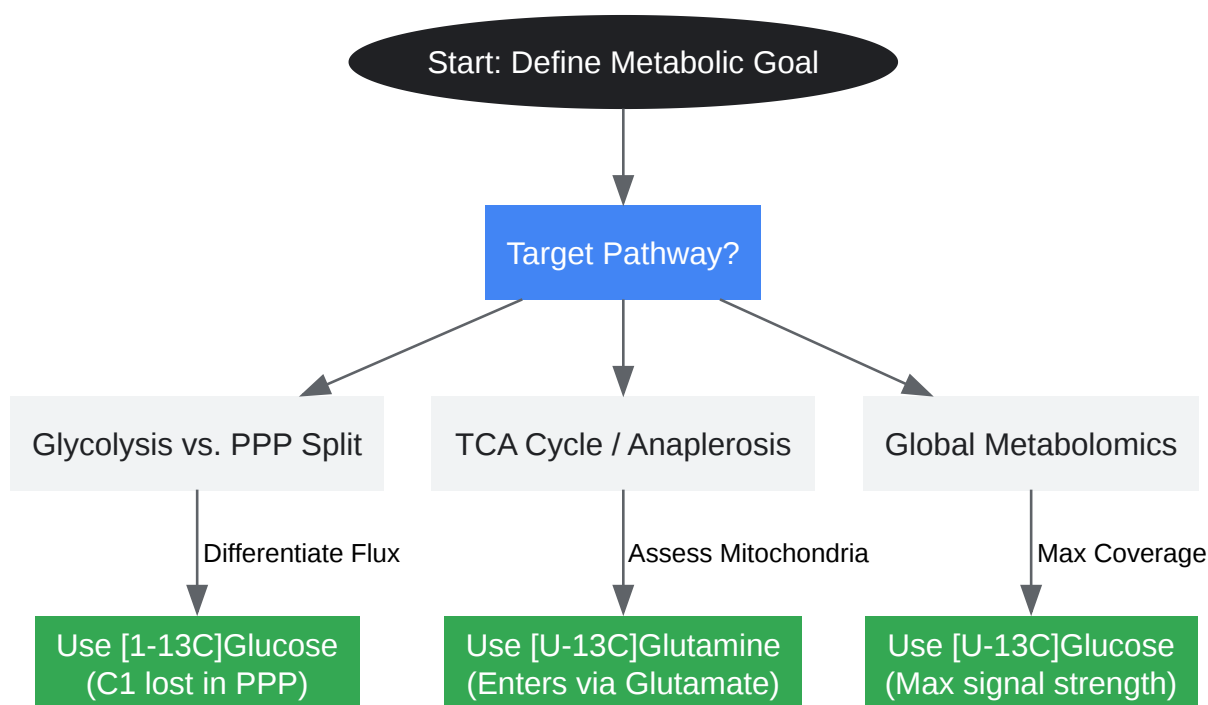 Start: Define Metabolic Goal
Target Pathway?
Glycolysis vs. PPP Split
TCA Cycle / Anaplerosis
Global Metabolomics
Differentiate Flux
Assess Mitochondria
Max Coverage
Use [1-13C]Glucose
(C1 lost in PPP)
Use [U-13C]Glutamine
(Enters via Glutamate)
Use [U-13C]Glucose
(Max signal strength)